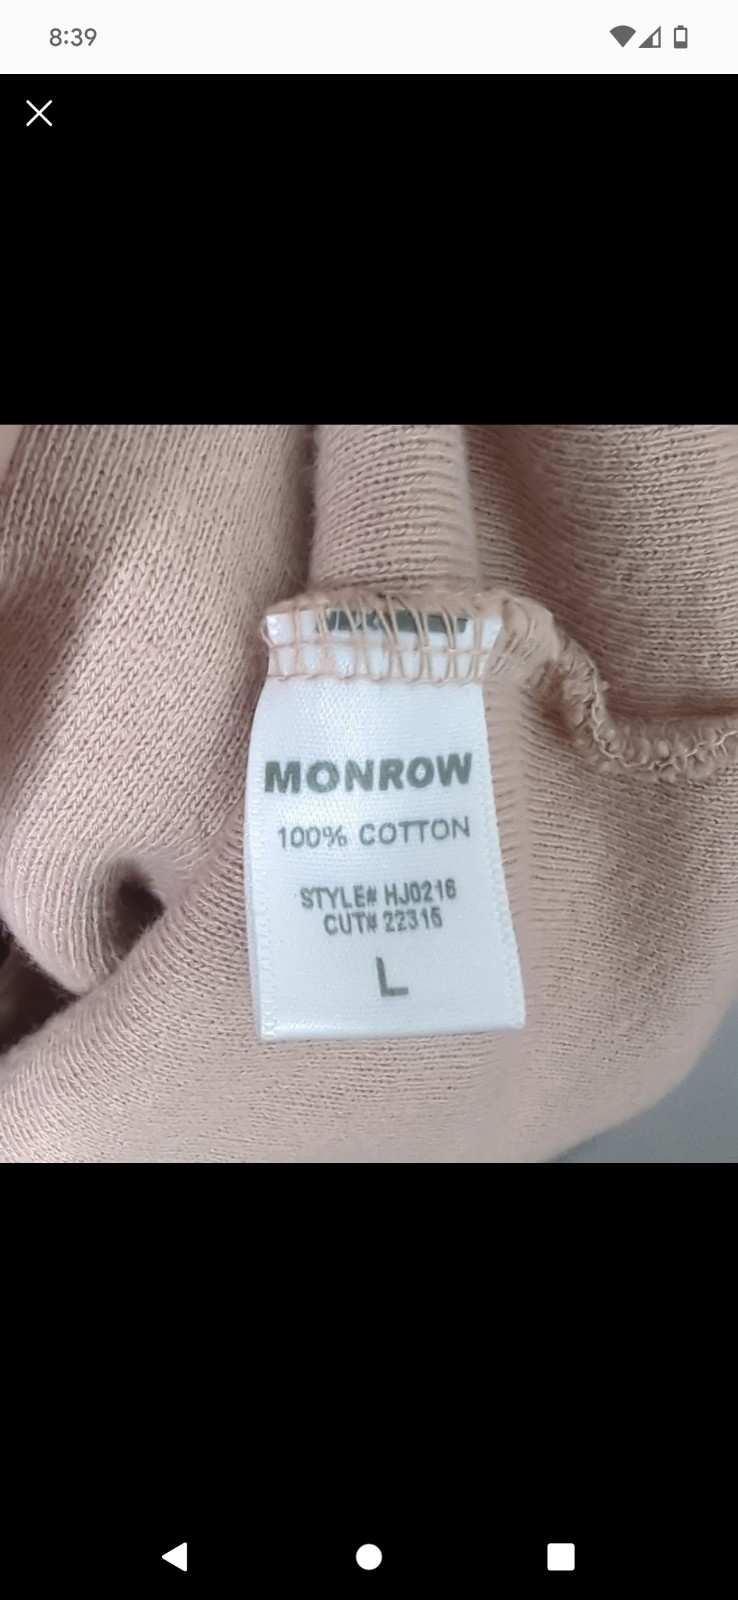 8:39
MONROW
100% COTTON
STYLE# HJ0216
CUT# 22315
L